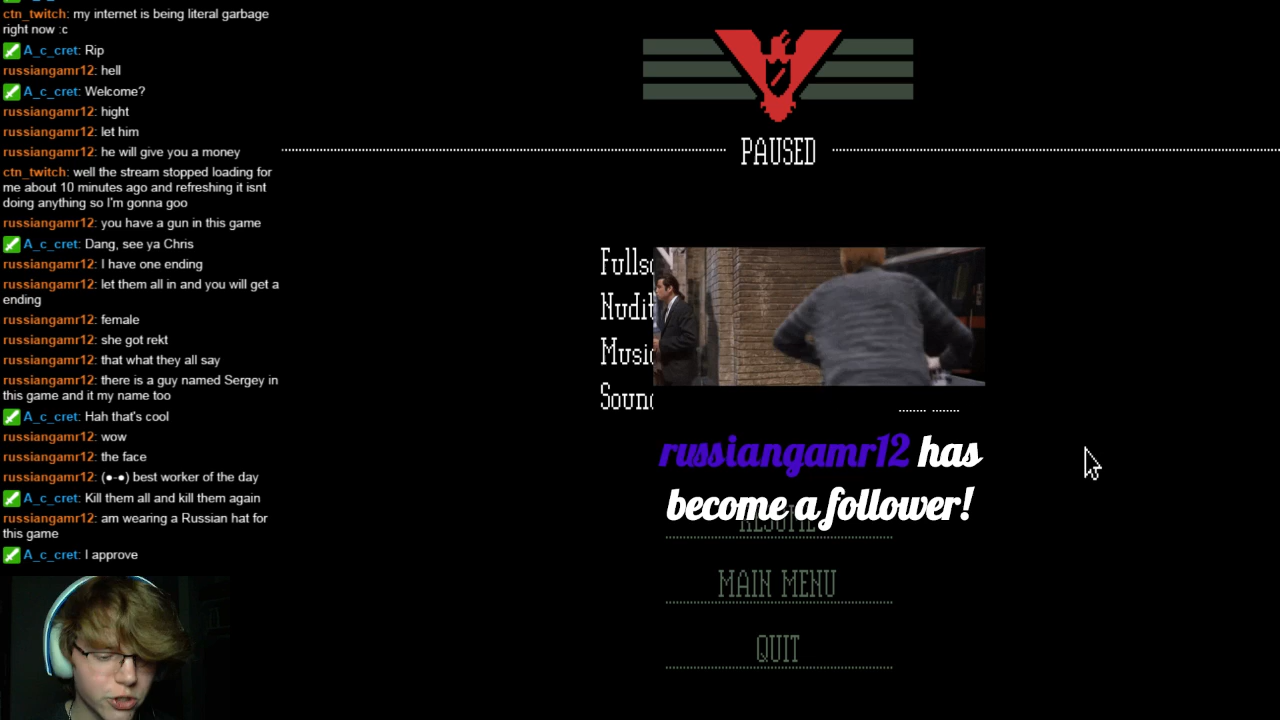 ctn_twitch: my internet is being literal garbage
right now :c
A_c_cret: Rip
russiangamr12: hell
A_c_cret: Welcome?
russiangamr12: hight
russiangamr12: let him
russiangamr12: he will give you a money
ctn_twitch: well the stream stopped loading for
me about 10 minutes ago and refreshing it isnt
doing anything so I'm gonna goo
russiangamr12: you have a gun in this game
A_c_cret: Dang, see ya Chris
russiangamr12: I have one ending
russiangamr12: let them all in and you will get a
ending
russiangamr12: female
russiangamr12: she got rekt
russiangamr12: that what they all say
russiangamr12: there is a guy named Sergey in
this game and it my name too
A_c_cret: Hah that's cool
russiangamr12: wow
russiangamr12: the face
russiangamr12: (●-●) best worker of the day
A_c_cret: Kill them all and kill them again
russiangamr12: am wearing a Russian hat for
this game
A_c_cret: I approve
PAUSED
Fulls
Nudit
Music
Sound
russiangamr12 has
become a follower!
RESUME
MAIN MENU
QUIT